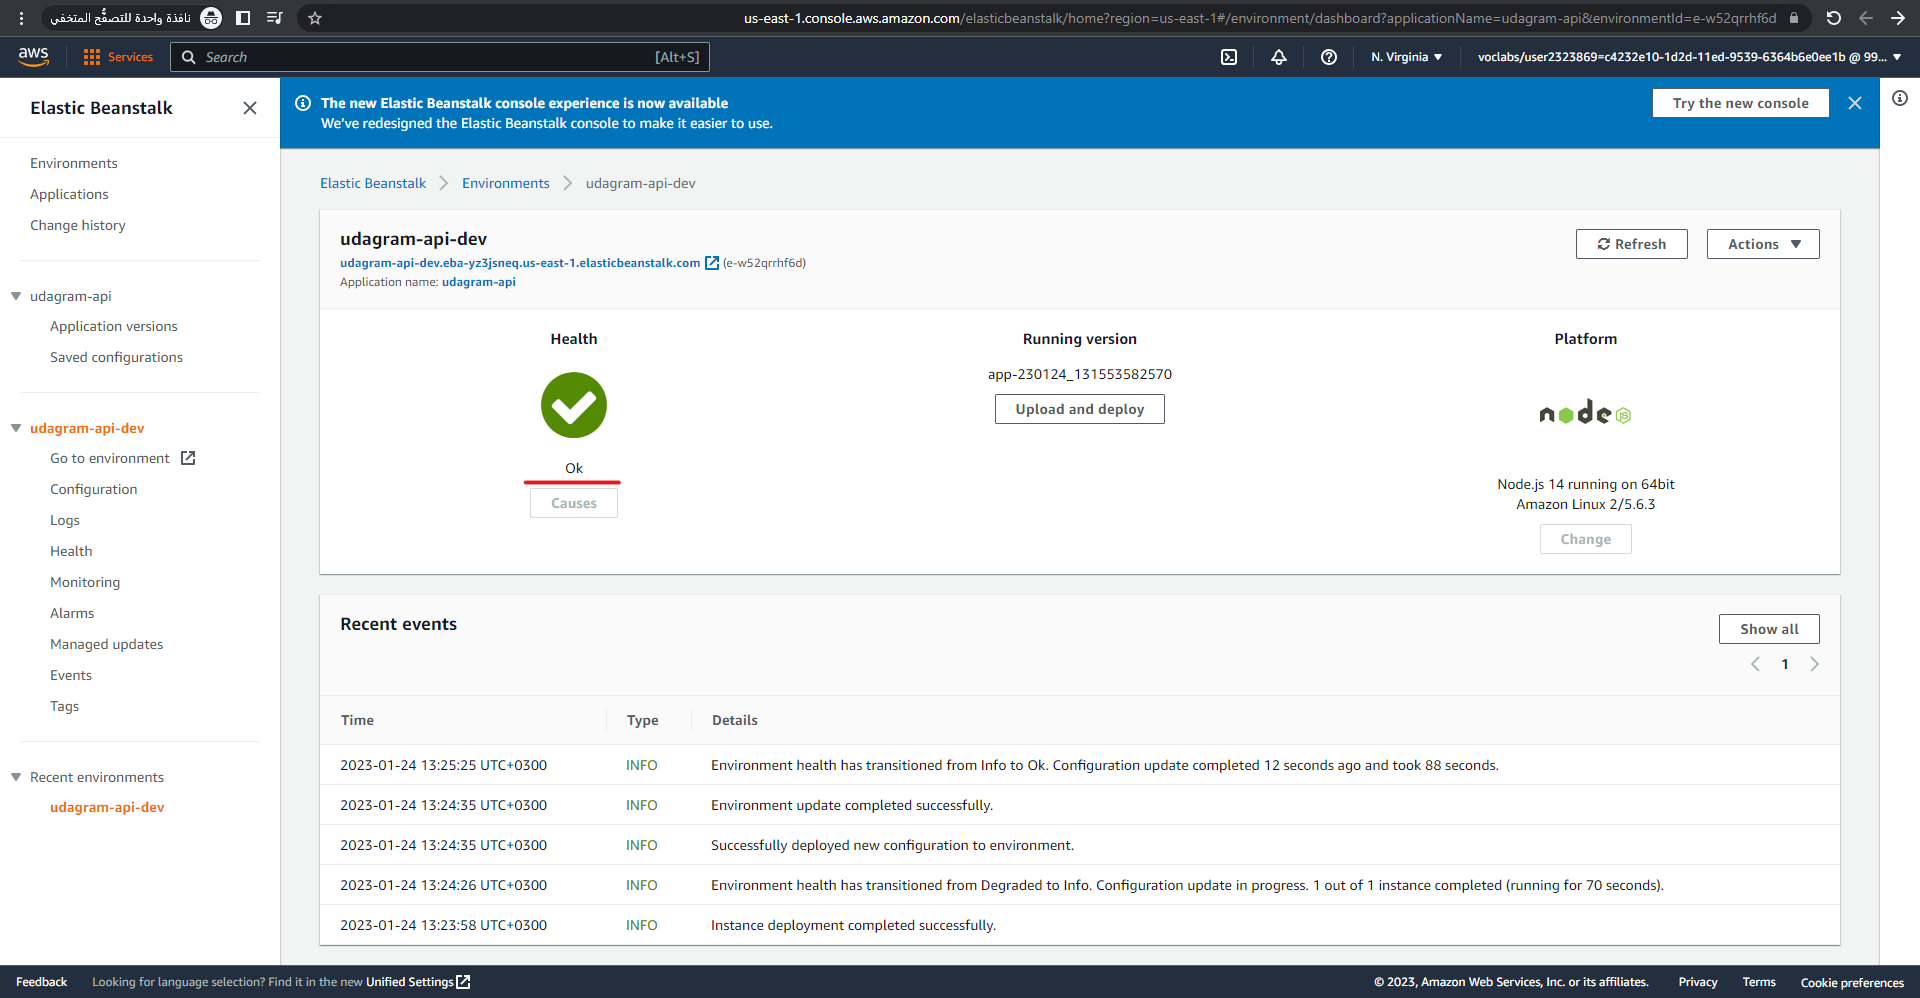 نافذة واحدة للتصفُّح المتخفي
us-east-1.console.aws.amazon.com/elasticbeanstalk/home?region=us-east-1#/environment/dashboard?applicationName=udagram-api&environmentId=e-w52qrrhf6d
aws
Services
Search
[Alt+S]
N. Virginia
voclabs/user2323869=c4232e10-1d2d-11ed-9539-6364b6e0ee1b @ 99...
Elastic Beanstalk
Environments
Applications
Change history
udagram-api
Application versions
Saved configurations
udagram-api-dev
Go to environment
Configuration
Logs
Health
Monitoring
Alarms
Managed updates
Events
Tags
Recent environments
udagram-api-dev
The new Elastic Beanstalk console experience is now available
We've redesigned the Elastic Beanstalk console to make it easier to use.
Try the new console
Elastic Beanstalk
Environments
udagram-api-dev
udagram-api-dev
udagram-api-dev.eba-yz3jsneq.us-east-1.elasticbeanstalk.com (e-w52qrrhf6d)
Application name: udagram-api
Refresh
Actions
Health
Ok
Causes
Running version
app-230124_131553582570
Upload and deploy
Platform
node JS
Node.js 14 running on 64bit
Amazon Linux 2/5.6.3
Change
Recent events
Show all
1
Time Type Details
2023-01-24 13:25:25 UTC+0300 INFO Environment health has transitioned from Info to Ok. Configuration update completed 12 seconds ago and took 88 seconds.
2023-01-24 13:24:35 UTC+0300 INFO Environment update completed successfully.
2023-01-24 13:24:35 UTC+0300 INFO Successfully deployed new configuration to environment.
2023-01-24 13:24:26 UTC+0300 INFO Environment health has transitioned from Degraded to Info. Configuration update in progress. 1 out of 1 instance completed (running for 70 seconds).
2023-01-24 13:23:58 UTC+0300 INFO Instance deployment completed successfully.
Feedback
Looking for language selection? Find it in the new Unified Settings
© 2023, Amazon Web Services, Inc. or its affiliates.
Privacy
Terms
Cookie preferences